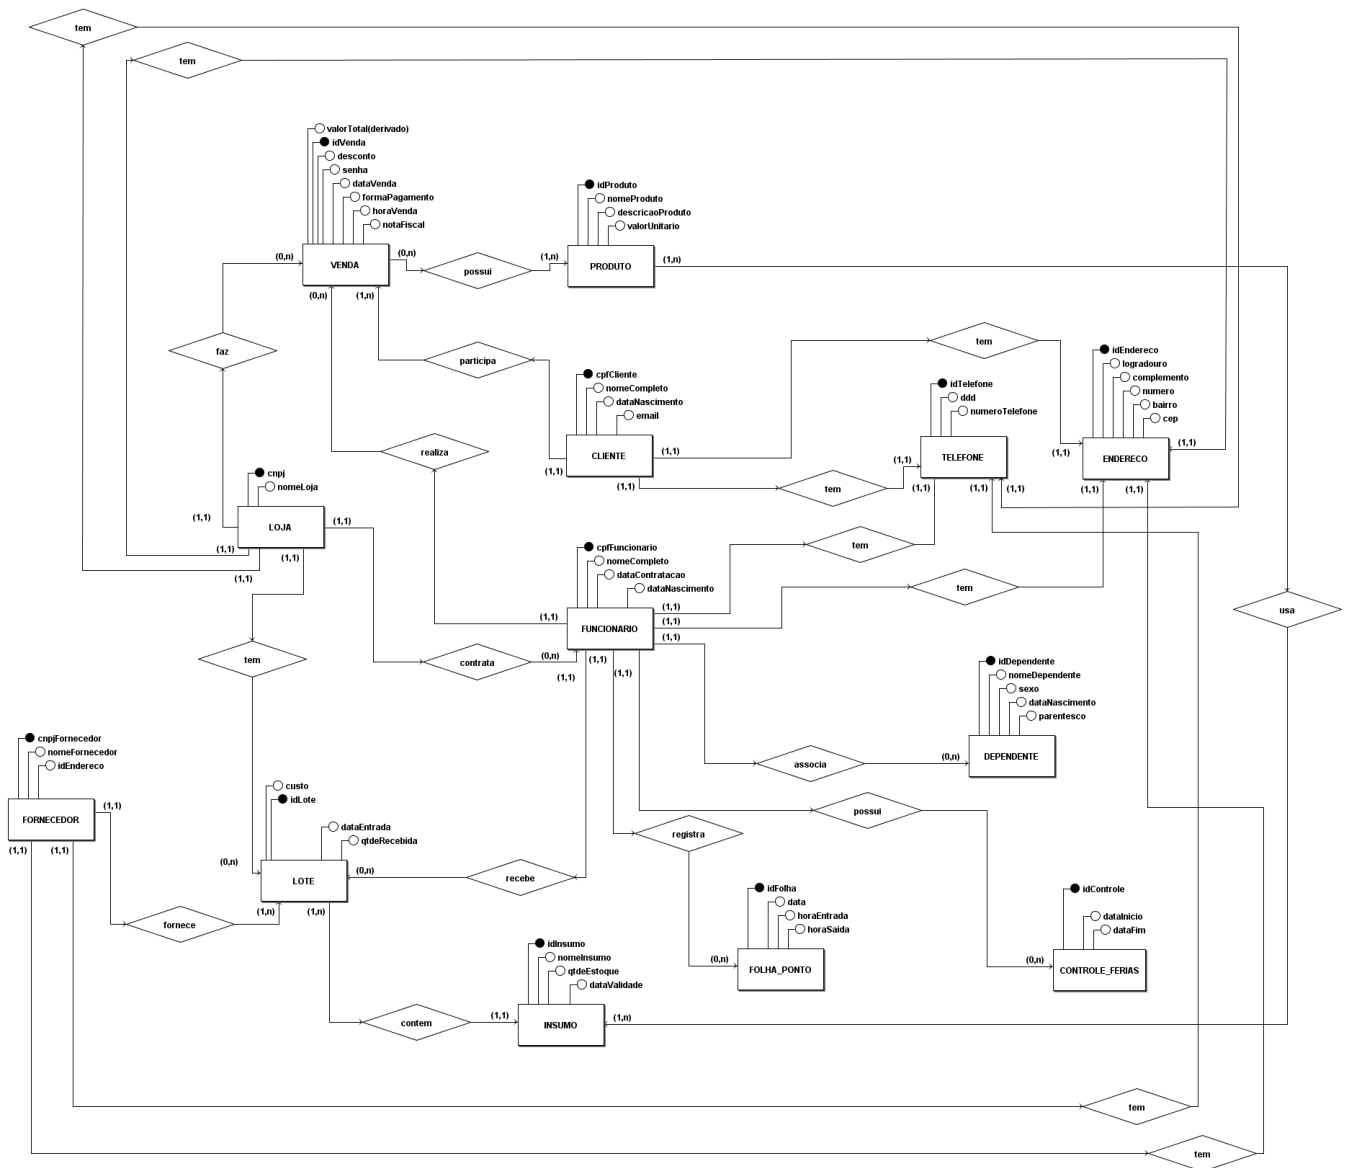 tem
tem
valorTotal(derivado)
idVenda
desconto
senha
dataVenda
formaPagamento
horaVenda
notaFiscal
(0,n)
VENDA
(0,n)
(0,n)
(1,n)
possui
idProduto
nomeProduto
descricaoProduto
valorUnitario
(1,n)
PRODUTO
(1,n)
faz
participa
realiza
cpfCliente
nomeCompleto
dataNascimento
email
CLIENTE
(1,1)
(1,1)
(1,1)
tem
tem
idTelefone
ddd
numeroTelefone
(1,1)
TELEFONE
(1,1)
(1,1)
(1,1)
idEndereco
logradouro
complemento
numero
bairro
cep
(1,1)
(1,1)
ENDERECO
(1,1)
(1,1)
cnpj
nomeLoja
(1,1)
LOJA
(1,1)
(1,1)
(1,1)
(1,1)
tem
contrata
(0,n)
cpfFuncionario
nomeCompleto
dataContratacao
dataNascimento
(1,1)
FUNCIONARIO
(1,1)
(1,1)
(1,1)
(1,1)
(1,1)
(1,1)
tem
tem
usa
idDependente
nomeDependente
sexo
dataNascimento
parentesco
associa
(0,n)
DEPENDENTE
cnpjFornecedor
nomeFornecedor
idEndereco
FORNECEDOR
(1,1)
(1,1)
(1,1)
custo
idLote
dataEntrada
qtdeRecebida
(0,n)
LOTE
(0,n)
(1,n)
(1,n)
fornece
recebe
registra
possui
idFolha
data
horaEntrada
horaSaida
(0,n)
FOLHA_PONTO
idControle
dataInicio
dataFim
(0,n)
CONTROLE_FERIAS
idInsumo
nomeInsumo
qtdeEstoque
dataValidade
contem
(1,1)
INSUMO
(1,n)
tem
tem